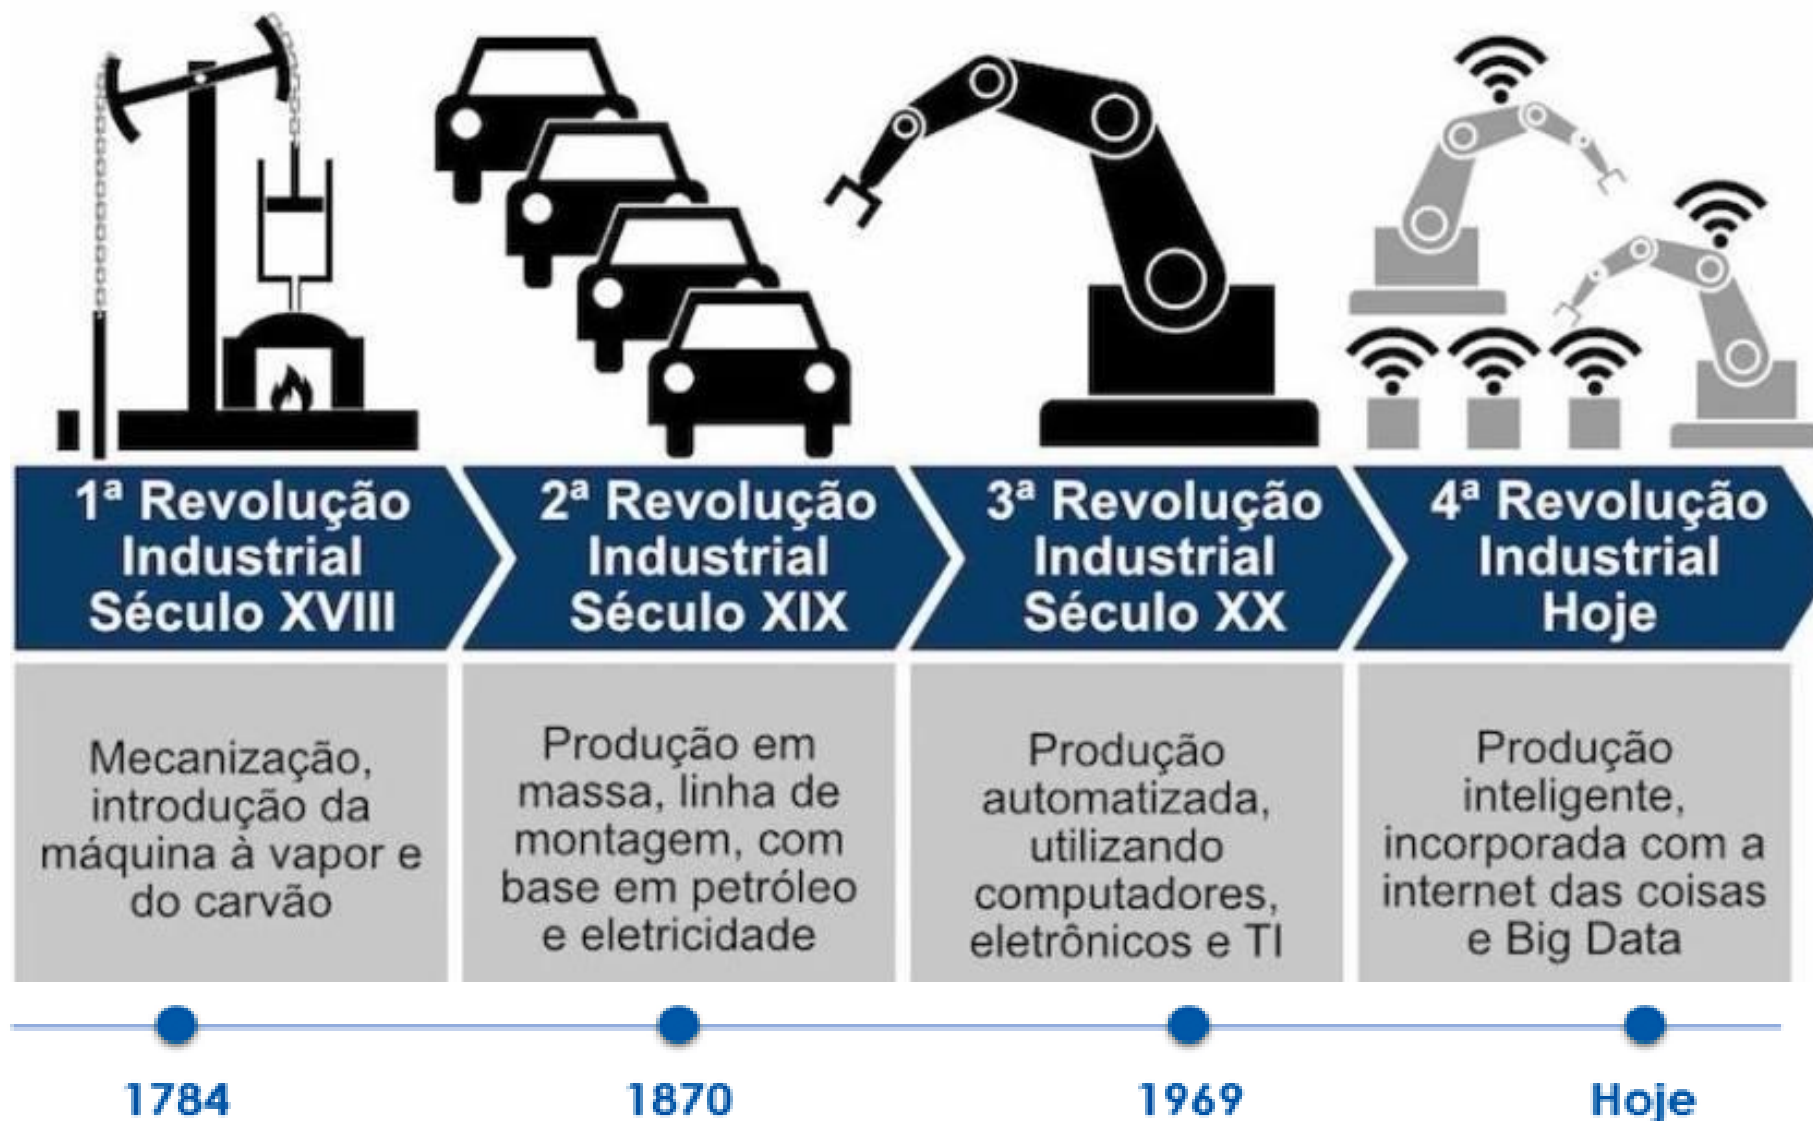 1ª Revolução
Industrial
Século XVIII
2ª Revolução
Industrial
Século XIX
3ª Revolução
Industrial
Século XX
4ª Revolução
Industrial
Hoje
Mecanização,
introdução da
máquina à vapor e
do carvão
Produção em
massa, linha de
montagem, com
base em petróleo
e eletricidade
Produção
automatizada,
utilizando
computadores,
eletrônicos e TI
Produção
inteligente,
incorporada com a
internet das coisas
e Big Data
1784
1870
1969
Hoje